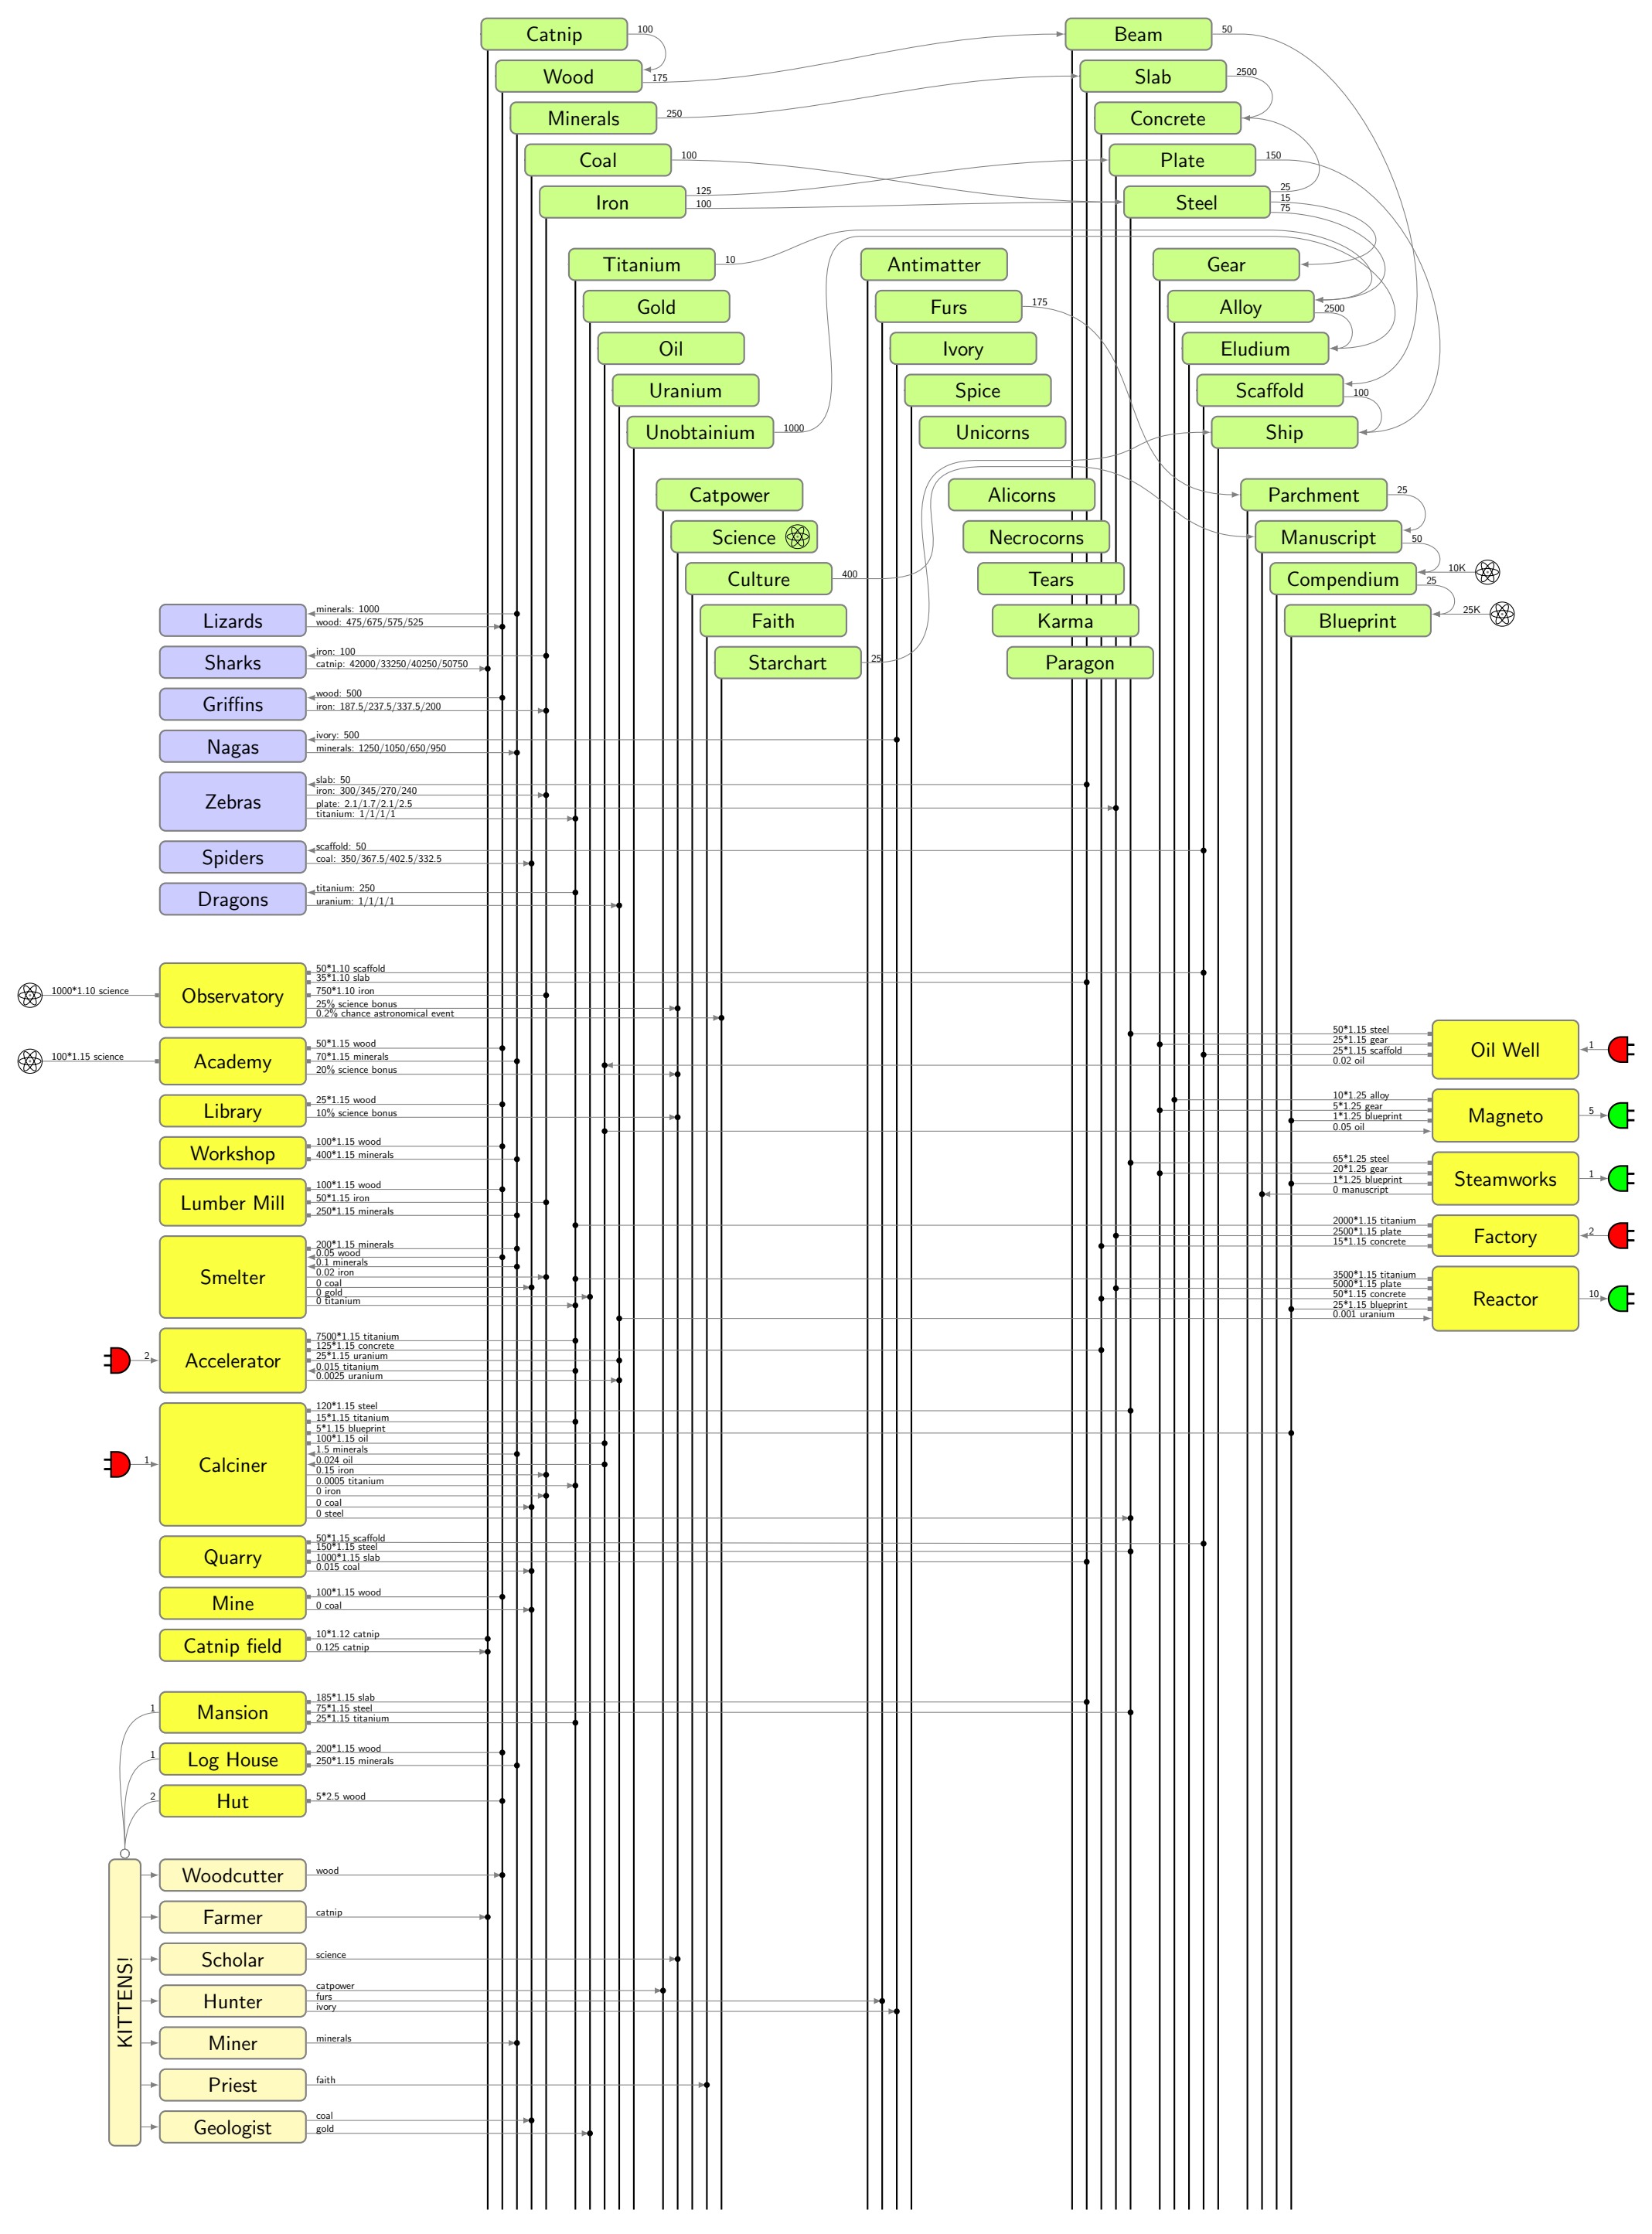 Catnip
100
Beam
50
Wood
175
Slab
2500
Minerals
250
Concrete
Coal
100
Plate
150
Iron
125
100
Steel
25
15
75
Titanium
10
Antimatter
Gear
Gold
Furs
175
Alloy
2500
Oil
Ivory
Eludium
Uranium
Spice
Scaffold
100
Unobtainium
1000
Unicorns
Ship
Catpower
Alicorns
Parchment
25
Science
Necrocorns
Manuscript
50
Culture
400
Tears
Compendium
25
10K
Faith
Karma
Blueprint
25K
Starchart
25
Paragon
Lizards
minerals: 1000
wood: 475/675/575/525
Sharks
iron: 100
catnip: 42000/33250/40250/50750
Griffins
wood: 500
iron: 187.5/237.5/337.5/200
Nagas
ivory: 500
minerals: 1250/1050/650/950
Zebras
slab: 50
iron: 300/345/270/240
plate: 2.1/1.7/2.1/2.5
titanium: 1/1/1/1
Spiders
scaffold: 50
coal: 350/367.5/402.5/332.5
Dragons
titanium: 250
uranium: 1/1/1/1
1000*1.10 science
Observatory
50*1.10 scaffold
35*1.10 slab
750*1.10 iron
25% science bonus
0.2% chance astronomical event
100*1.15 science
Academy
50*1.15 wood
70*1.15 minerals
20% science bonus
Library
25*1.15 wood
10% science bonus
Workshop
100*1.15 wood
400*1.15 minerals
Lumber Mill
100*1.15 wood
50*1.15 iron
250*1.15 minerals
Smelter
200*1.15 minerals
0.05 wood
0.1 minerals
0.02 iron
0 coal
0 gold
0 titanium
2
Accelerator
7500*1.15 titanium
125*1.15 concrete
25*1.15 uranium
0.015 titanium
0.0025 uranium
1
Calciner
120*1.15 steel
15*1.15 titanium
5*1.15 blueprint
100*1.15 oil
1.5 minerals
0.024 oil
0.15 iron
0.0005 titanium
0 iron
0 coal
0 steel
Quarry
50*1.15 scaffold
150*1.15 steel
1000*1.15 slab
0.015 coal
Mine
100*1.15 wood
0 coal
Catnip field
10*1.12 catnip
0.125 catnip
50*1.15 steel
25*1.15 gear
25*1.15 scaffold
0.02 oil
Oil Well
1
10*1.25 alloy
5*1.25 gear
1*1.25 blueprint
0.05 oil
Magneto
5
65*1.25 steel
20*1.25 gear
1*1.25 blueprint
0 manuscript
Steamworks
1
2000*1.15 titanium
2500*1.15 plate
15*1.15 concrete
Factory
2
3500*1.15 titanium
5000*1.15 plate
50*1.15 concrete
25*1.15 blueprint
0.001 uranium
Reactor
10
1
Mansion
185*1.15 slab
75*1.15 steel
25*1.15 titanium
1
Log House
200*1.15 wood
250*1.15 minerals
2
Hut
5*2.5 wood
KITTENS!
Woodcutter
wood
Farmer
catnip
Scholar
science
Hunter
catpower
furs
ivory
Miner
minerals
Priest
faith
Geologist
coal
gold